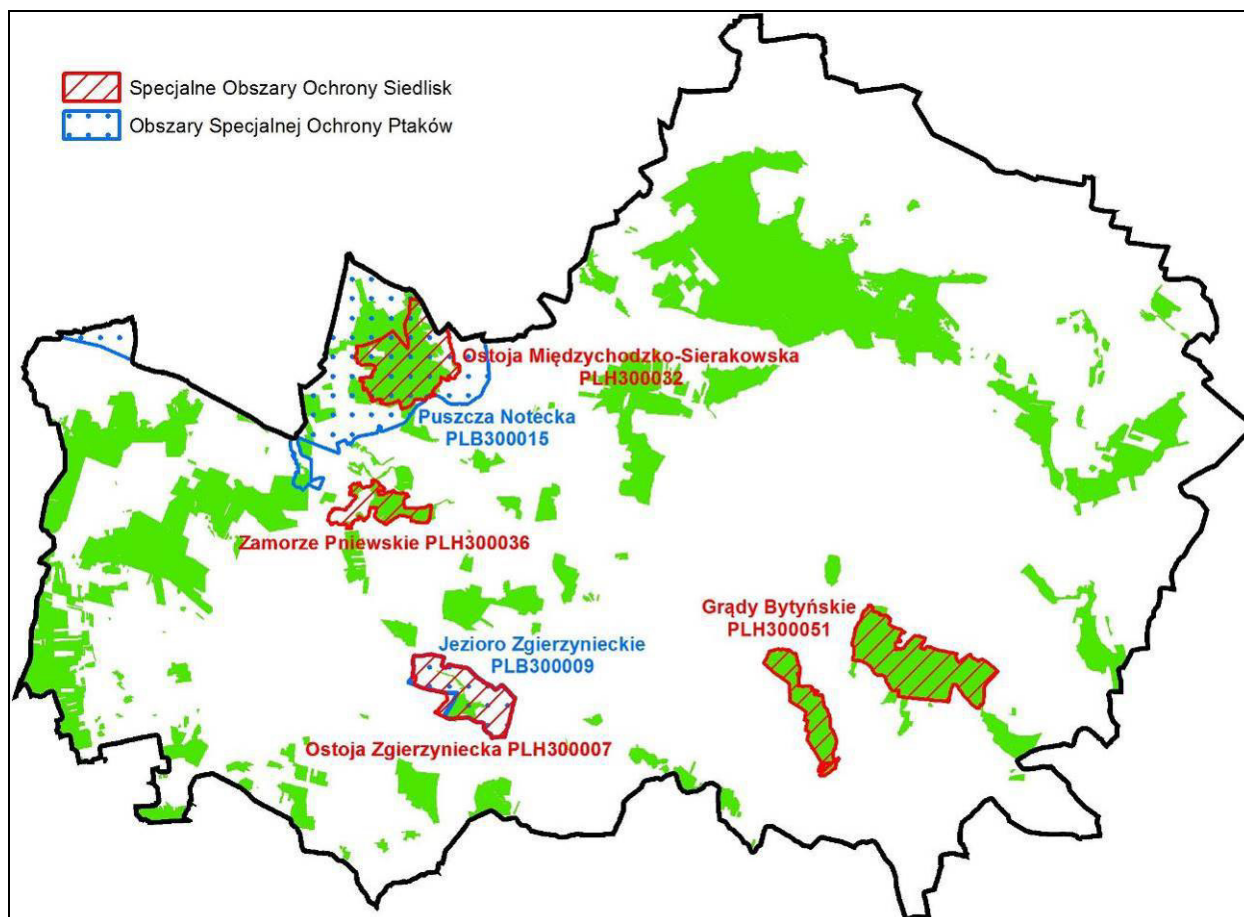 Specjalne Obszary Ochrony Siedlisk
Obszary Specjalnej Ochrony Ptaków
Ostoja Międzychodzko-Sierakowska
PLH300032
Puszcza Notecka
PLB300015
Zamorze Pniewskie PLH300036
Grądy Bytyńskie
PLH300051
Jezioro Zgierzynieckie
PLB300009
Ostoja Zgierzyniecka PLH300007